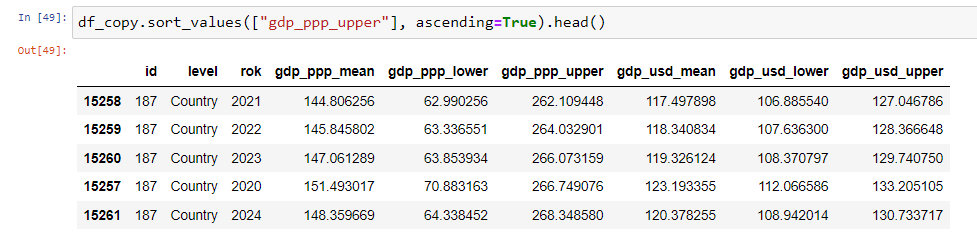 In [49]: df_copy.sort_values(["gdp_ppp_upper"], ascending=True).head()
Out[49]:
id level rok gdp_ppp_mean gdp_ppp_lower gdp_ppp_upper gdp_usd_mean gdp_usd_lower gdp_usd_upper
15258 187 Country 2021 144.806256 62.990256 262.109448 117.497898 106.885540 127.046786
15259 187 Country 2022 145.845802 63.336551 264.032901 118.340834 107.636300 128.366648
15260 187 Country 2023 147.061289 63.853934 266.073159 119.326124 108.370797 129.740750
15257 187 Country 2020 151.493017 70.883163 266.749076 123.193355 112.066586 133.205105
15261 187 Country 2024 148.359669 64.338452 268.348580 120.378255 108.942014 130.733717